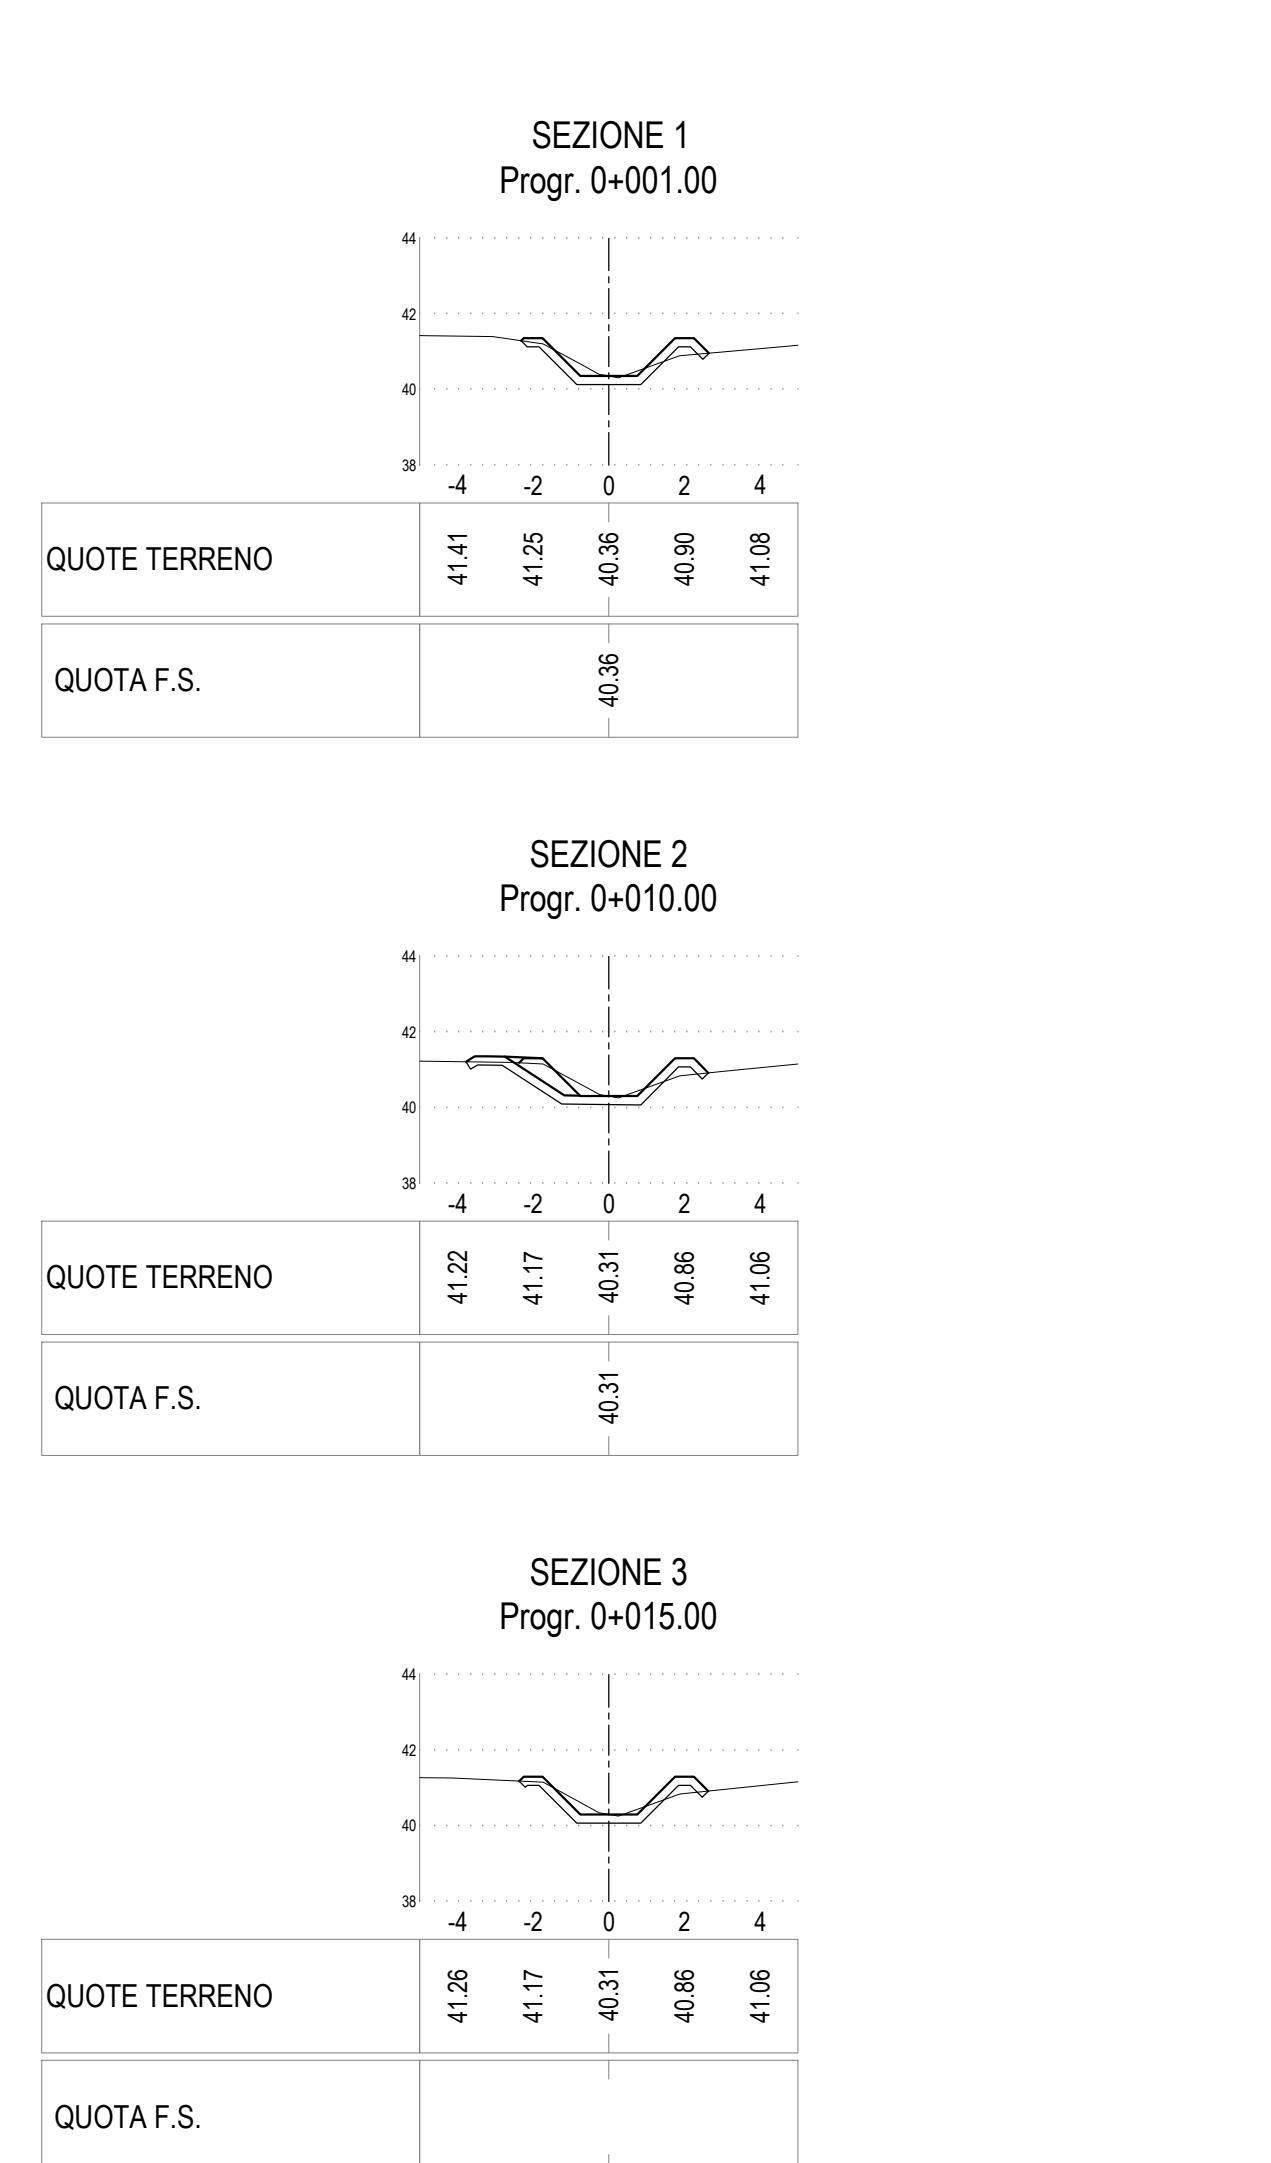 SEZIONE 1
Progr. 0+001.00
44
42
40
38
-4 -2 0 2 4
QUOTE TERRENO 41.41 41.25 40.36 40.90 41.08
QUOTA F.S. 40.36
SEZIONE 2
Progr. 0+010.00
44
42
40
38
-4 -2 0 2 4
QUOTE TERRENO 41.22 41.17 40.31 40.86 41.06
QUOTA F.S. 40.31
SEZIONE 3
Progr. 0+015.00
44
42
40
38
-4 -2 0 2 4
QUOTE TERRENO 41.26 41.17 40.31 40.86 41.06
QUOTA F.S.